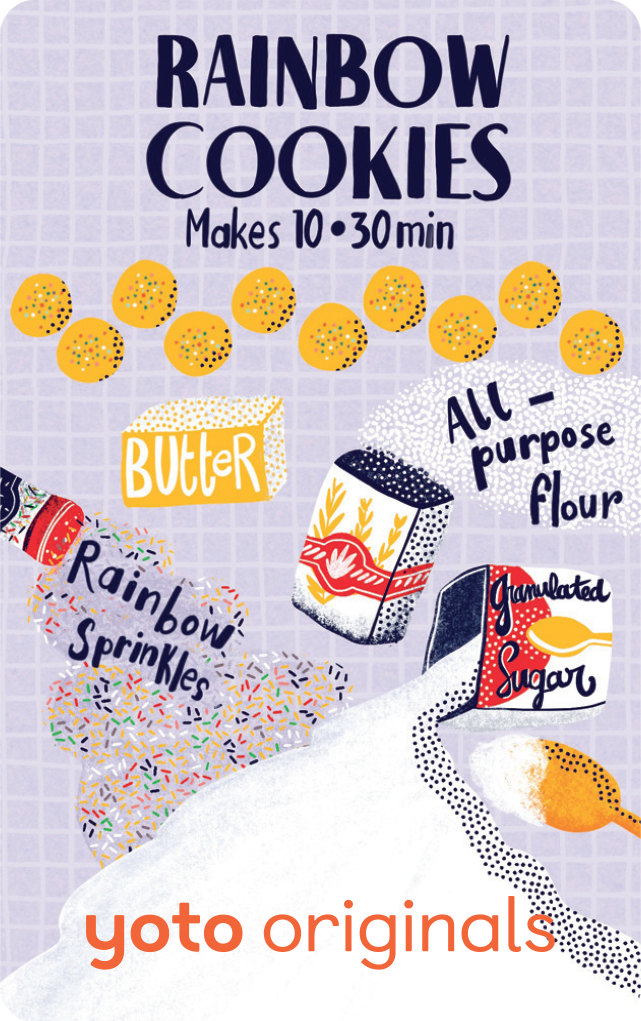 RAINBOW
COOKIES
Makes 10 • 30 min
BUtteR
All-
purpose
flour
Rainbow
Sprinkles
Granulated
Sugar
yoto originals